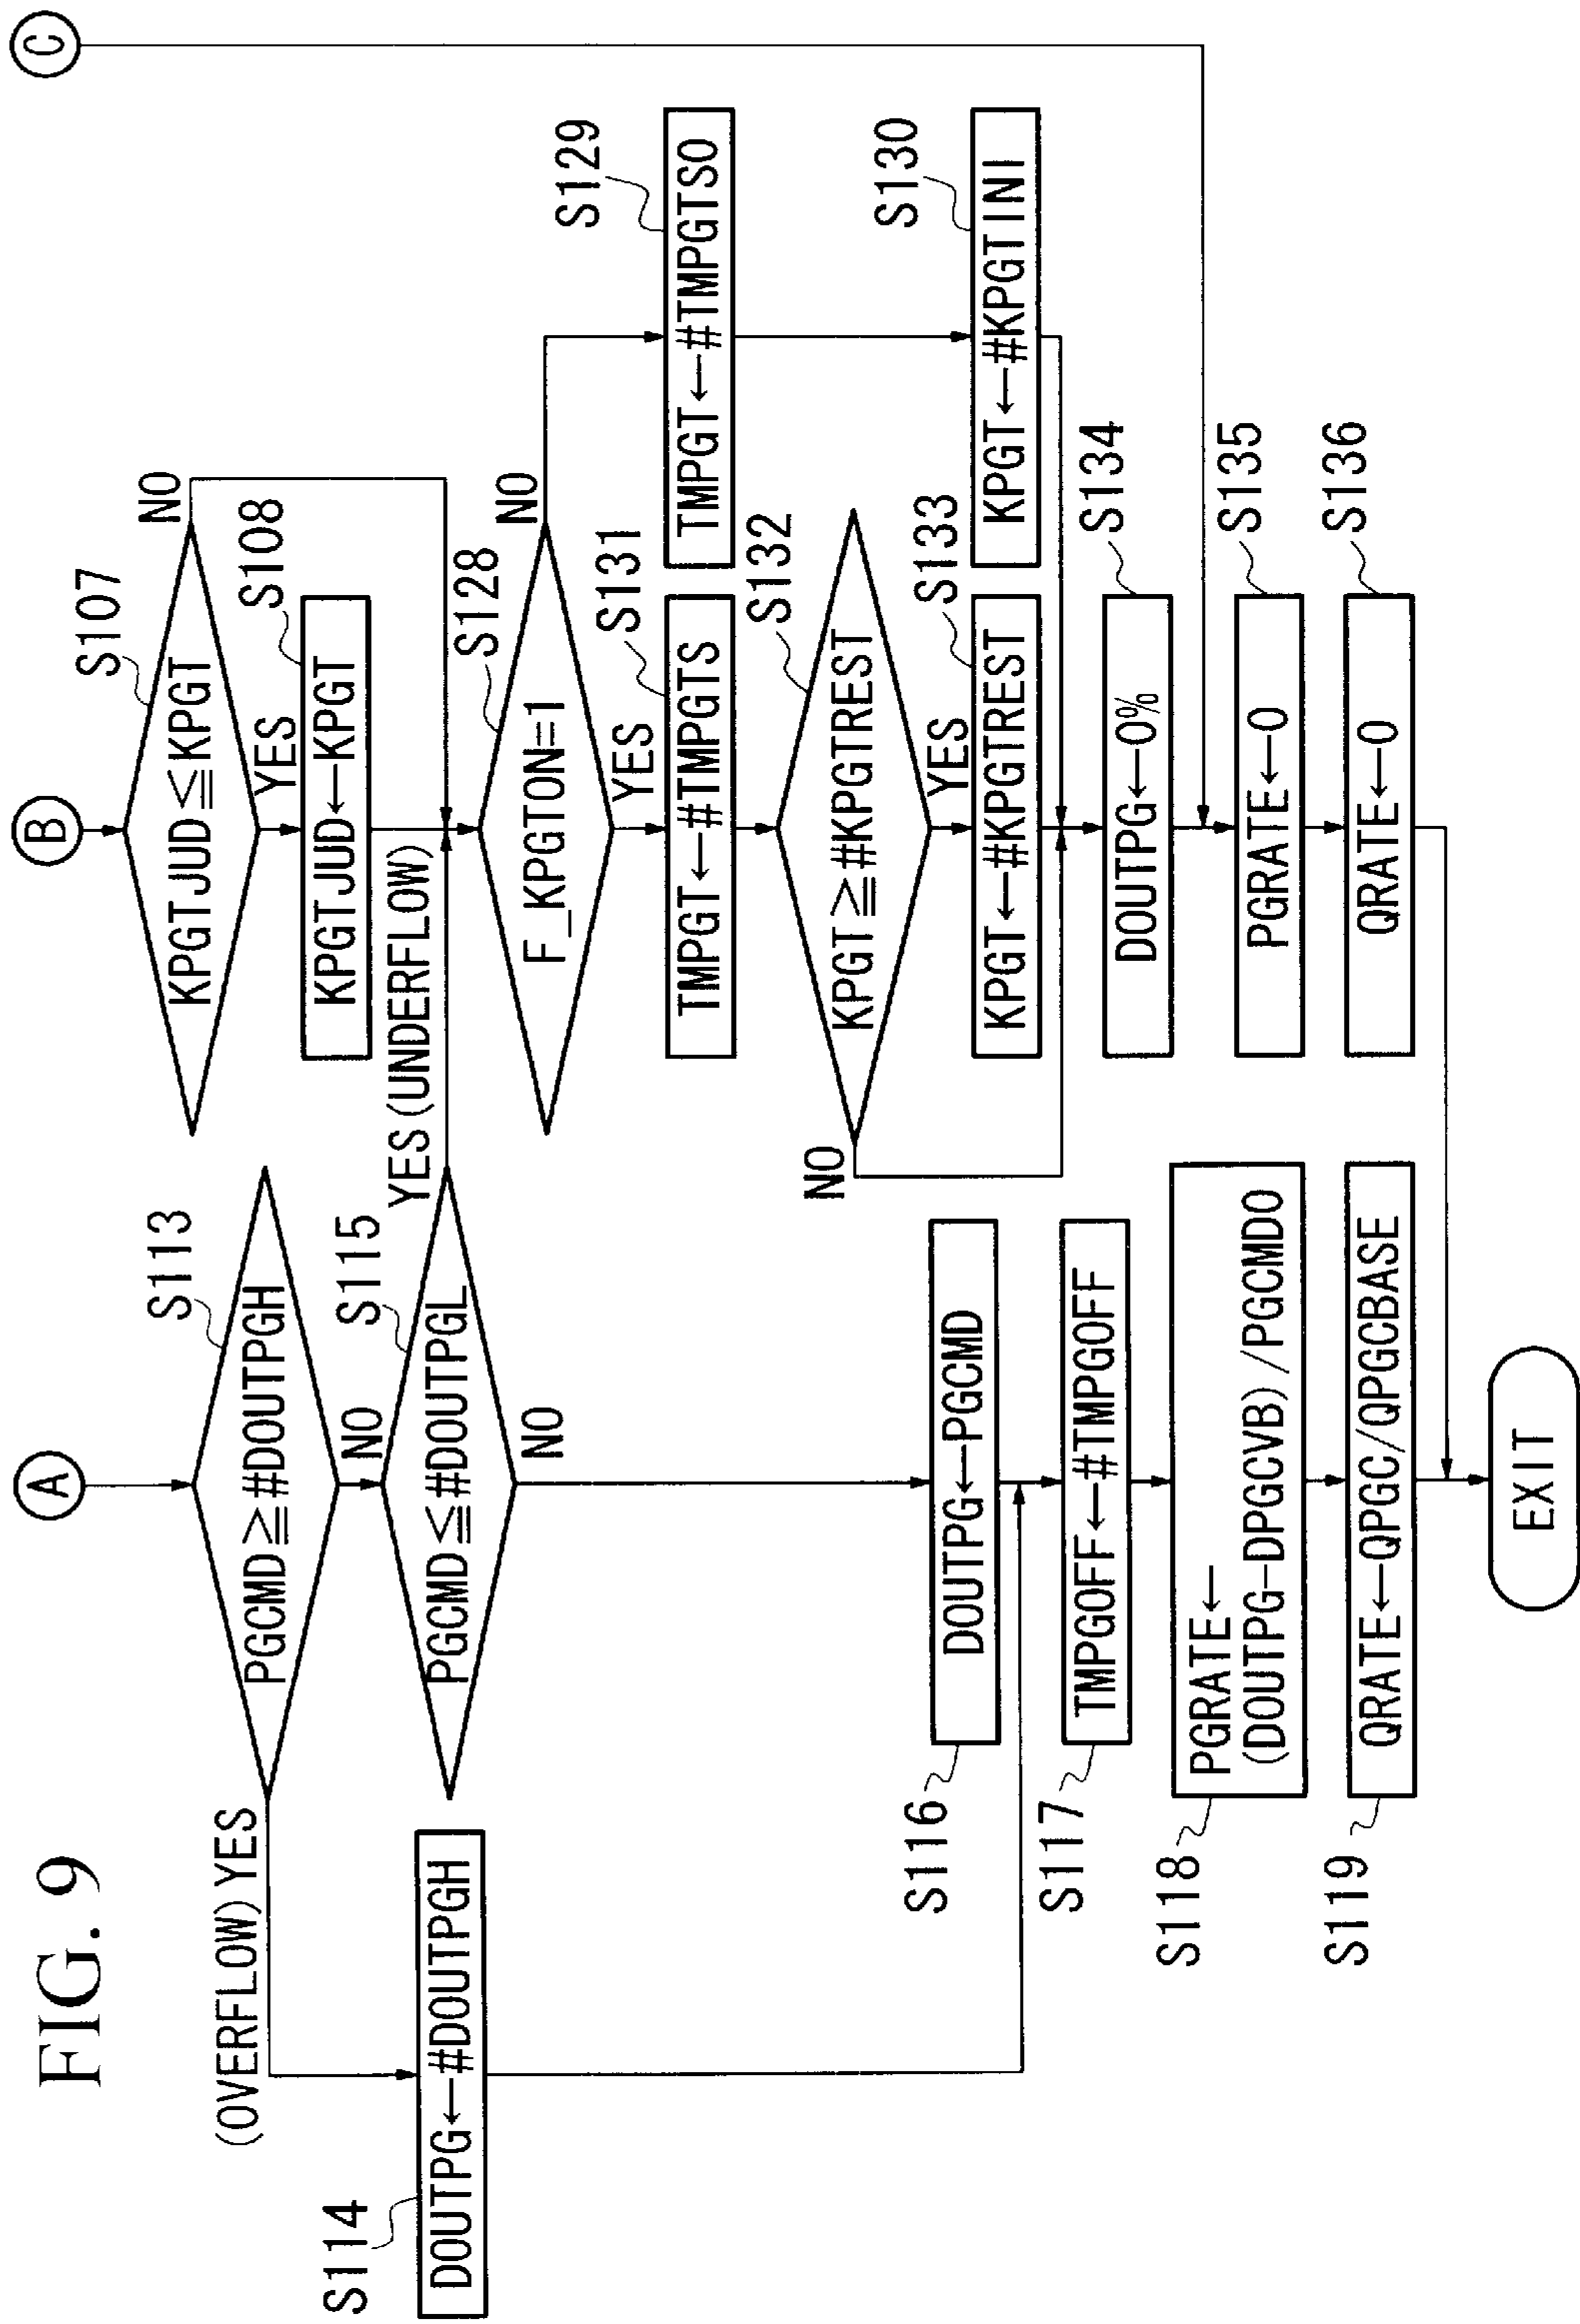 FIG. 9
A
B
C
S113
PGCMD≧#DOUTPGH
(OVERFLOW) YES
NO
S114
DOUTPG←#DOUTPGH
S115
PGCMD≦#DOUTPGL
YES (UNDERFLOW)
NO
S116
DOUTPG←PGCMD
S117
TMPGOFF←#TMPGOFF
S118
PGRATE←
(DOUTPG-DPGCVB)/PGCMD0
S119
QRATE←QPGC/QPGCBASE
EXIT
S107
KPGTJUD≦KPGT
NO
YES
S108
KPGTJUD←KPGT
S128
F_KPGTON=1
NO
YES
S129
TMPGT←#TMPGTS0
S130
KPGT←#KPGTINI
S131
TMPGT←#TMPGTS
S132
KPGT≧#KPGTREST
NO
YES
S133
KPGT←#KPGTREST
S134
DOUTPG←0%
S135
PGRATE←0
S136
QRATE←0